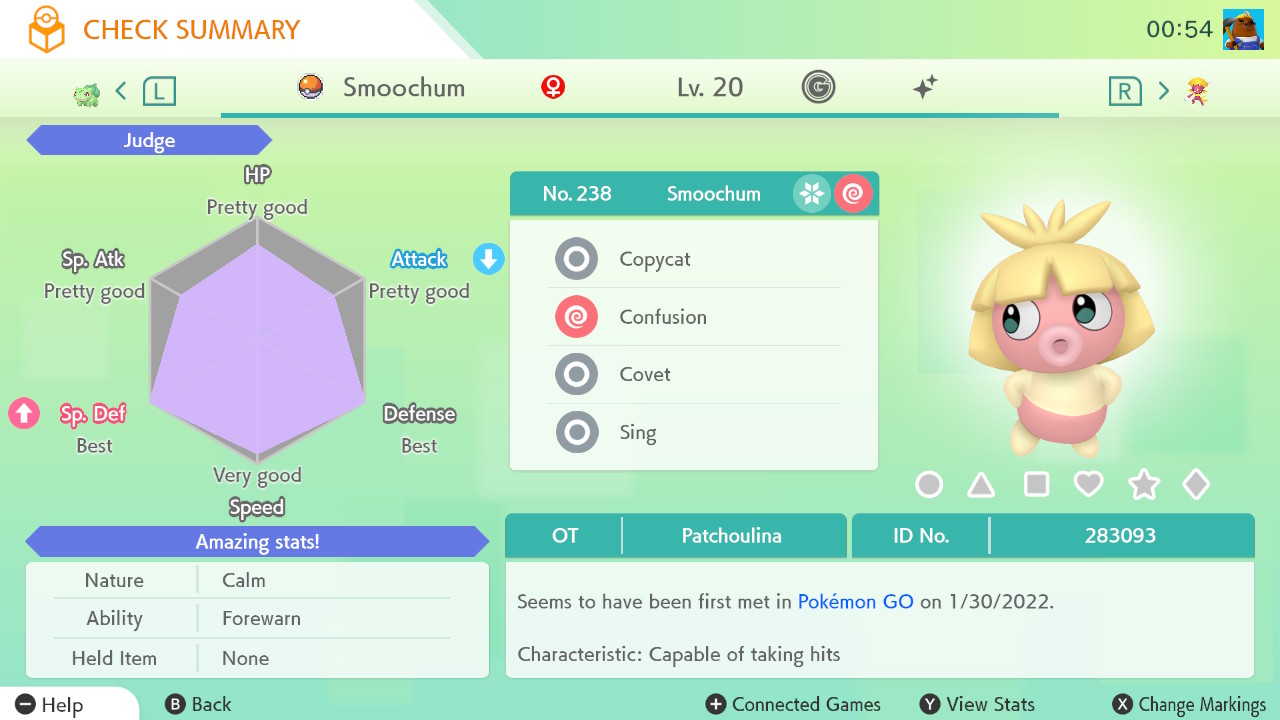 CHECK SUMMARY
00:54
L
Smoochum
Lv. 20
G
R
Judge
HP
Pretty good
Sp. Atk
Pretty good
Attack
Pretty good
Sp. Def
Best
Defense
Best
Very good
Speed
Amazing stats!
Nature Calm
Ability Forewarn
Held Item None
No. 238 Smoochum
Copycat
Confusion
Covet
Sing
OT Patchoulina ID No. 283093
Seems to have been first met in Pokémon GO on 1/30/2022.
Characteristic: Capable of taking hits
Help B Back Connected Games Y View Stats X Change Markings